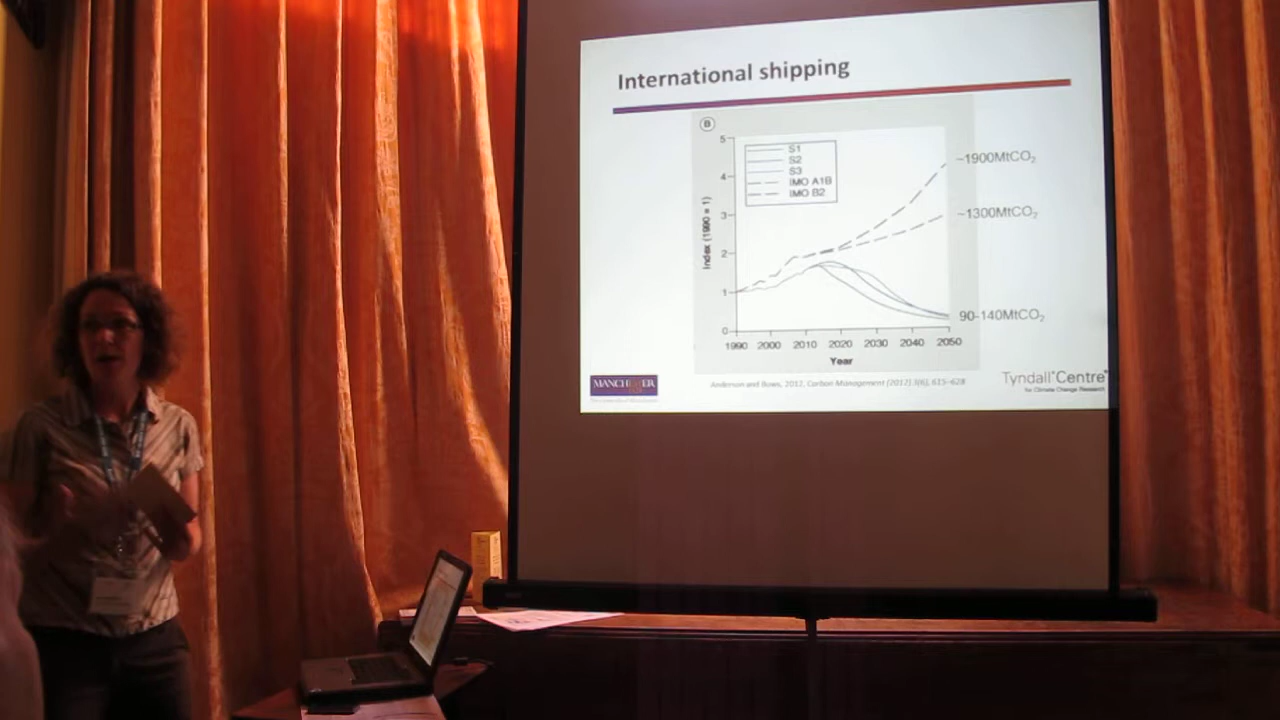 International shipping
B
5
S1
S2
S3
IMO A1B
IMO B2
4
3
2
1
0
Index (1990 = 1)
1990 2000 2010 2020 2030 2040 2050
Year
~1900MtCO₂
~1300MtCO₂
90-140MtCO₂
MANCHESTER
Anderson and Bows, 2012, Carbon Management (2012) 3(6), 615–628
Tyndall°Centre
for Climate Change Research